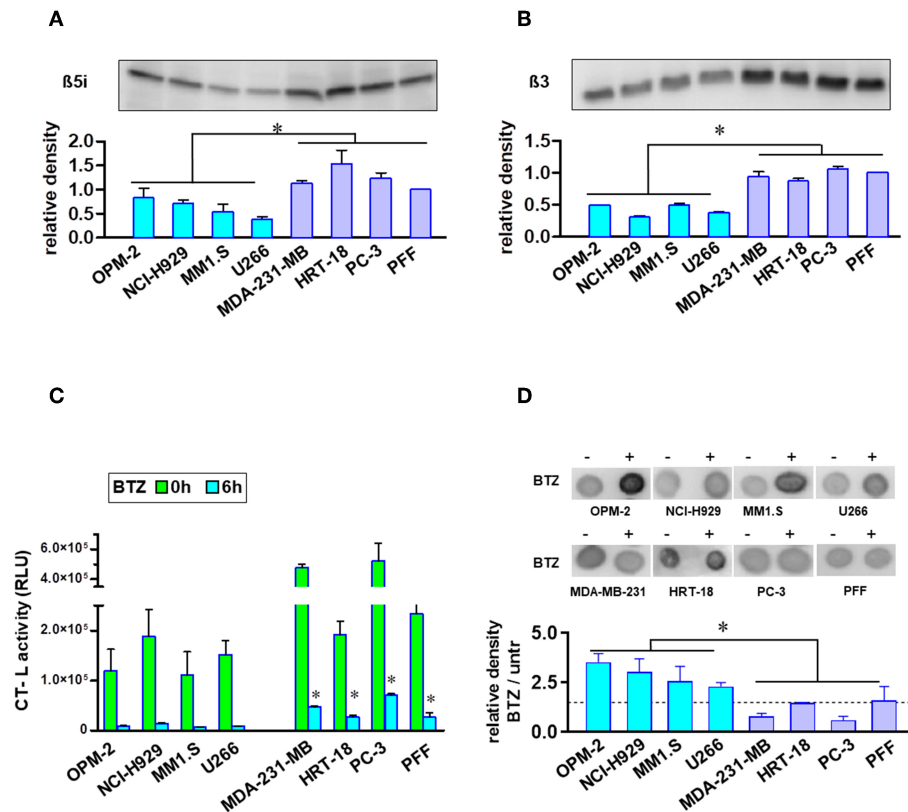 A
ß5i
relative density
2.0
1.5
1.0
0.5
0.0
*
OPM-2
NCI-H929
MM1.S
U266
MDA-231-MB
HRT-18
PC-3
PFF
B
ß3
relative density
1.5
1.0
0.5
0.0
*
OPM-2
NCI-H929
MM1.S
U266
MDA-231-MB
HRT-18
PC-3
PFF
C
BTZ 0h 6h
CT- L activity (RLU)
6.0×10⁵
4.0×10⁵
2.0×10⁵
1.0×10⁵
0
* * * *
OPM-2
NCI-H929
MM1.S
U266
MDA-231-MB
HRT-18
PC-3
PFF
D
- + - + - + - +
BTZ
OPM-2 NCI-H929 MM1.S U266
- + - + - + - +
BTZ
MDA-MB-231 HRT-18 PC-3 PFF
relative density
BTZ / untr
5.0
2.5
0.0
*
OPM-2
NCI-H929
MM1.S
U266
MDA-231-MB
HRT-18
PC-3
PFF